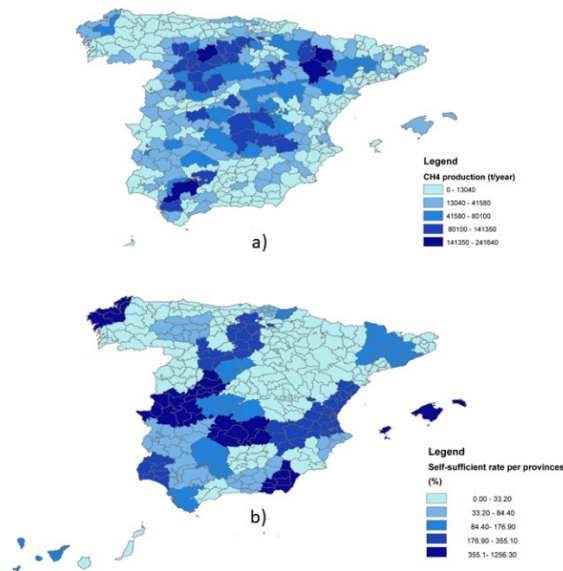 Legend
CH4 production (t/year)
0 - 13040
13040 - 41580
41580 - 80100
80100 - 141350
141350 - 241640
a)
Legend
Self-sufficient rate per provinces
(%)
0.00 - 33.20
33.20 - 84.40
84.40 - 176.90
176.90 - 355.10
355.1- 1256.30
b)